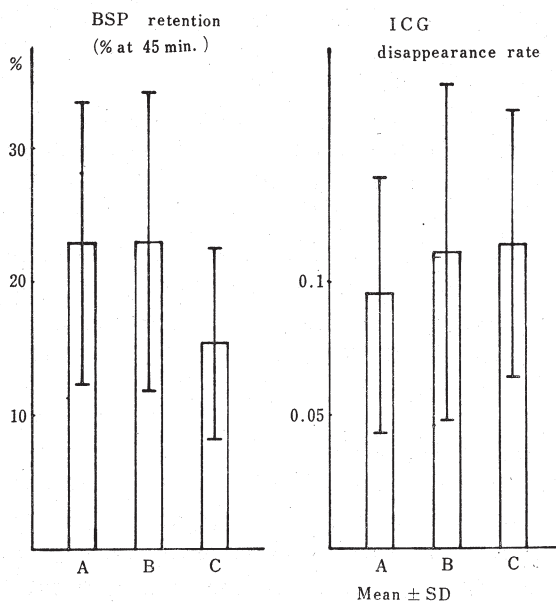 BSP retention
(% at 45 min.)
%
30
20
10
A B C
ICG
disappearance rate
0.1
0.05
A B C
Mean ± SD